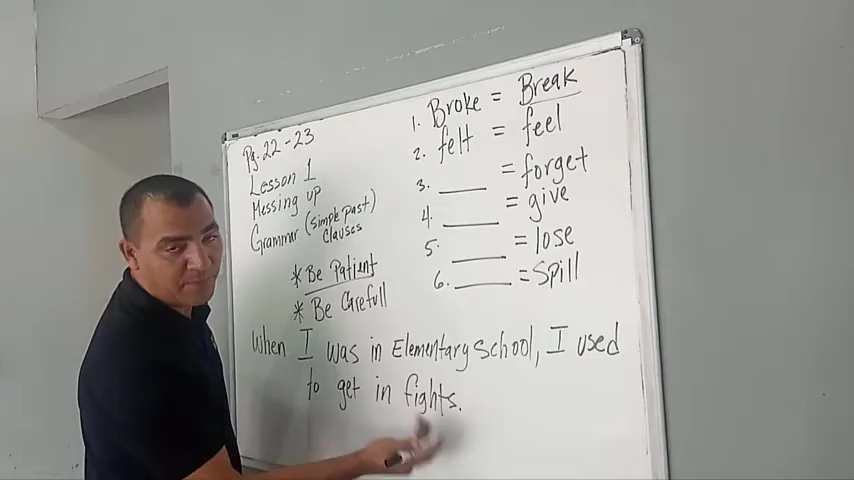 Pg. 22-23
Lesson 1
Messing up
Grammar (simple past)
clauses
* Be Patient
* Be Carefull
1. Broke = Break
2. felt = feel
3. ____ = forget
4. ____ = give
5. ____ = lose
6. ____ = spill
When I was in Elementary school, I used
to get in fights.